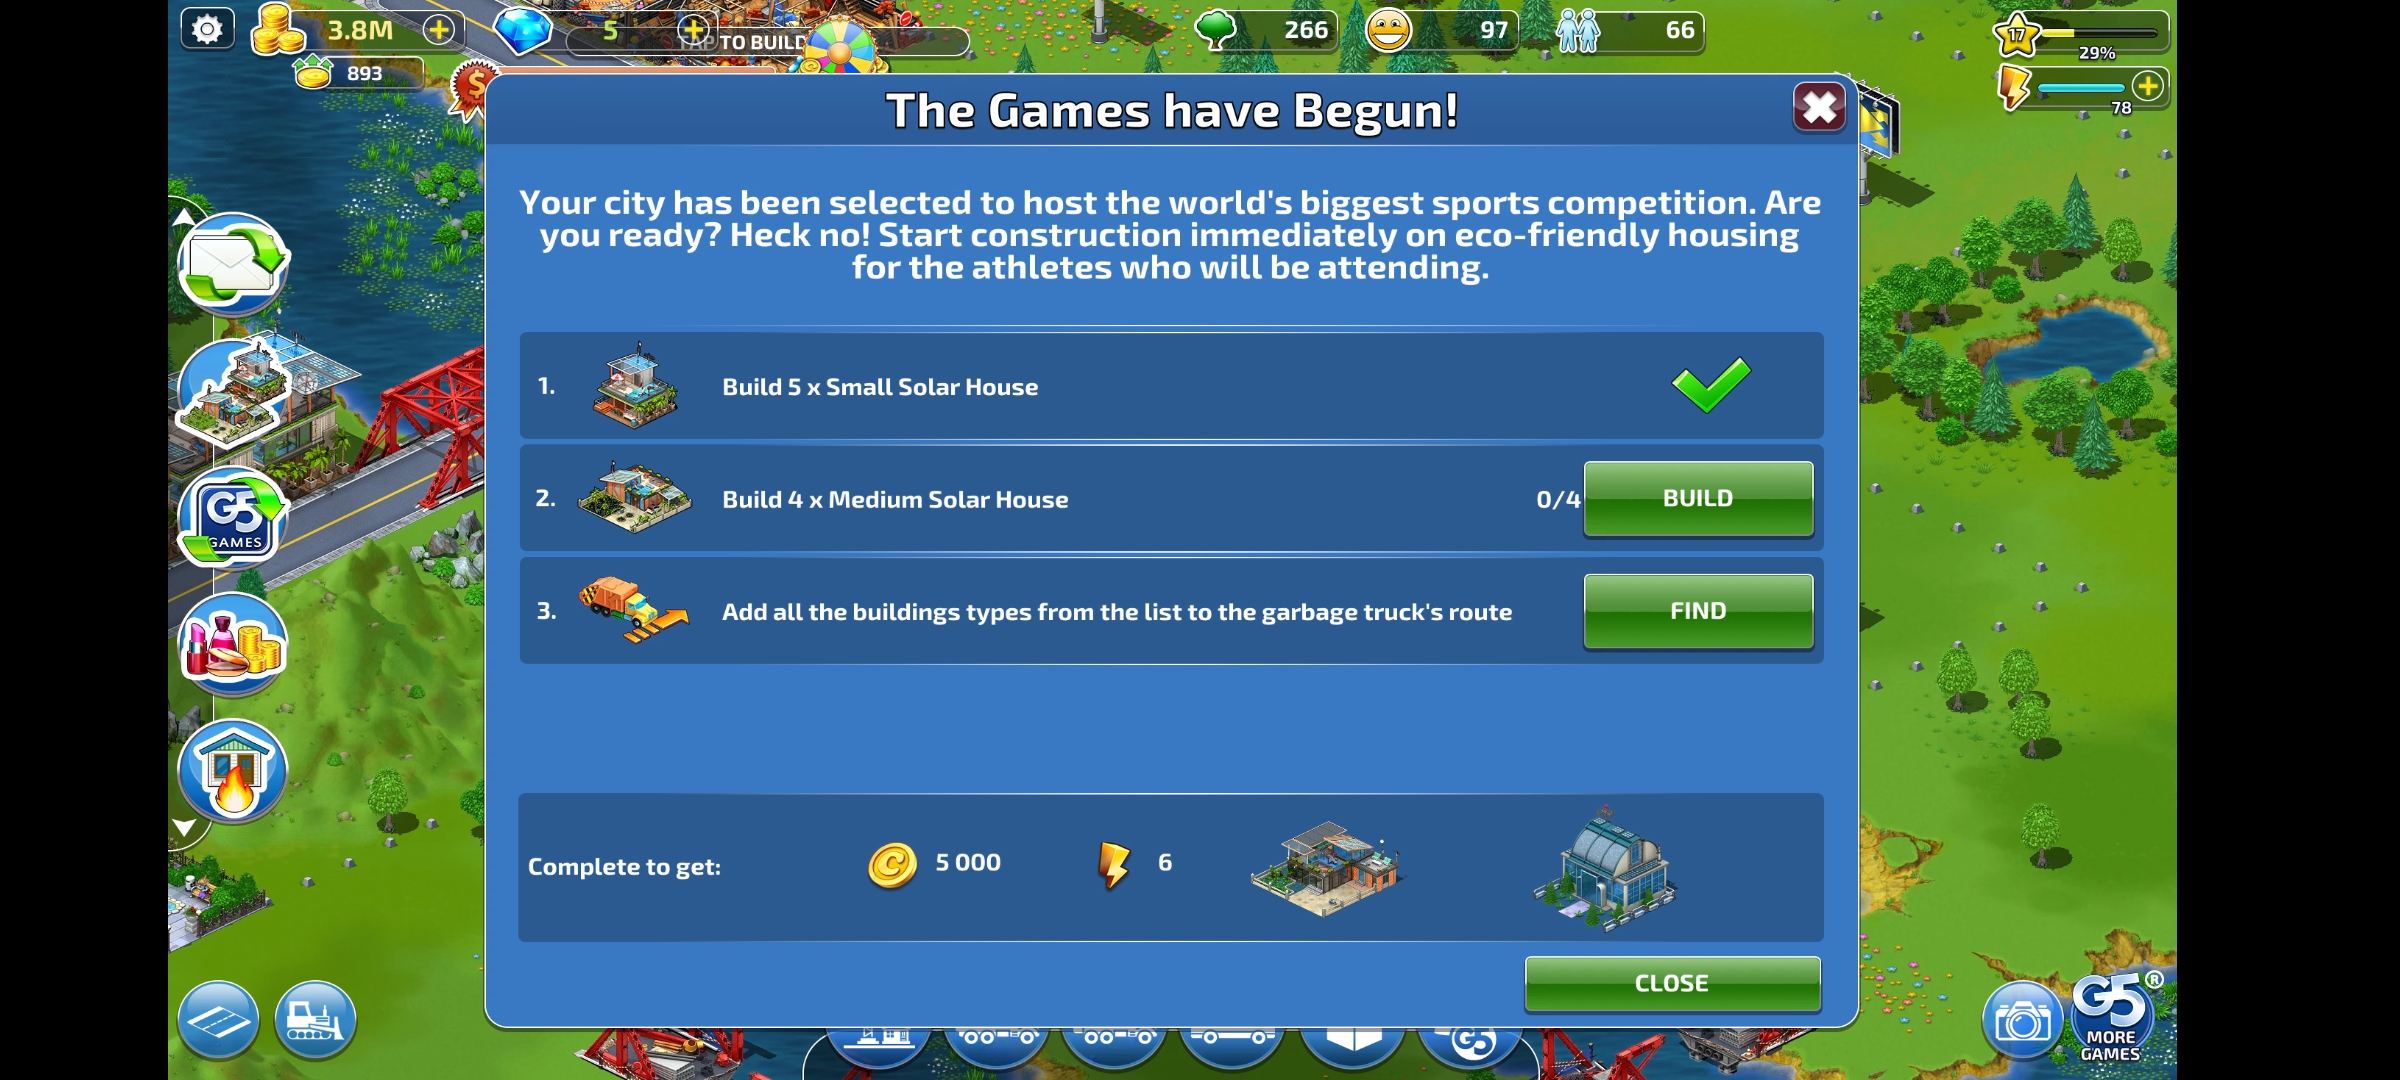 3.8M
5
893
TAP TO BUILD
266
97
66
17
29%
78
The Games have Begun!
Your city has been selected to host the world's biggest sports competition. Are
you ready? Heck no! Start construction immediately on eco-friendly housing
for the athletes who will be attending.
1. Build 5 x Small Solar House
2. Build 4 x Medium Solar House 0/4 BUILD
3. Add all the buildings types from the list to the garbage truck's route FIND
Complete to get: 5 000 6
CLOSE
G5
GAMES
G5
G5®
MORE
GAMES